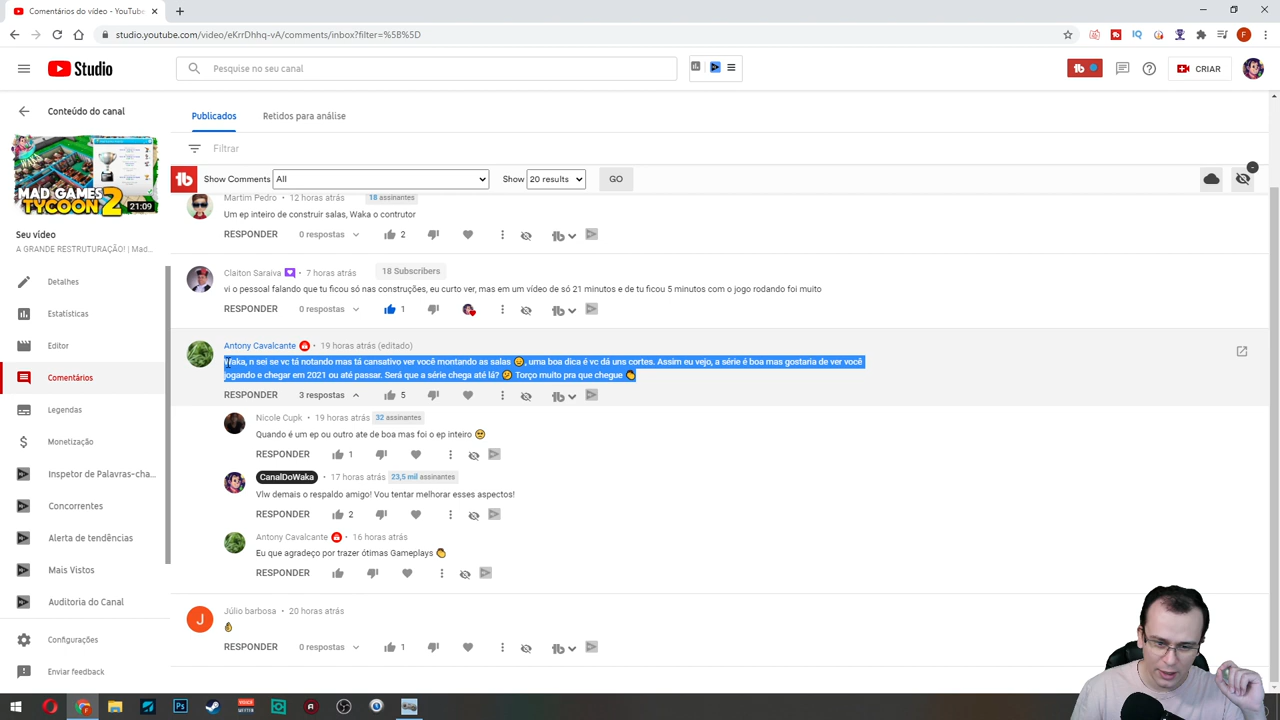 Comentários do vídeo - YouTube
studio.youtube.com/video/eKrrDhhq-vA/comments/inbox?filter=%5B%5D
Studio
Pesquise no seu canal
CRIAR
Conteúdo do canal
WAKA
MAD GAMES TYCOON 2
21:09
Seu vídeo
A GRANDE RESTRUTURAÇÃO! | Mad...
Detalhes
Estatísticas
Editor
Comentários
Legendas
Monetização
Inspetor de Palavras-cha...
Concorrentes
Alerta de tendências
Mais Vistos
Auditoria do Canal
Configurações
Enviar feedback
Publicados Retidos para análise
Filtrar
Show Comments All Show 20 results GO
Martim Pedro • 12 horas atrás 18 assinantes
Um ep inteiro de construir salas, Waka o contrutor
RESPONDER 0 respostas 2
Claiton Saraiva • 7 horas atrás 18 Subscribers
vi o pessoal falando que tu ficou só nas construções, eu curto ver, mas em um vídeo de só 21 minutos e de tu ficou 5 minutos com o jogo rodando foi muito
RESPONDER 0 respostas 1
Antony Cavalcante • 19 horas atrás (editado)
Waka, n sei se vc tá notando mas tá cansativo ver você montando as salas 😅, uma boa dica é vc dá uns cortes. Assim eu vejo, a série é boa mas gostaria de ver você
jogando e chegar em 2021 ou até passar. Será que a série chega até lá? 🤔 Torço muito pra que chegue 👏
RESPONDER 3 respostas 5
Nicole Cupk • 19 horas atrás 32 assinantes
Quando é um ep ou outro ate de boa mas foi o ep inteiro 🥺
RESPONDER 1
CanalDoWaka • 17 horas atrás 23,5 mil assinantes
Vlw demais o respaldo amigo! Vou tentar melhorar esses aspectos!
RESPONDER 2
Antony Cavalcante • 16 horas atrás
Eu que agradeço por trazer ótimas Gameplays 👏
RESPONDER
J
Júlio barbosa • 20 horas atrás
👌
RESPONDER 0 respostas 1